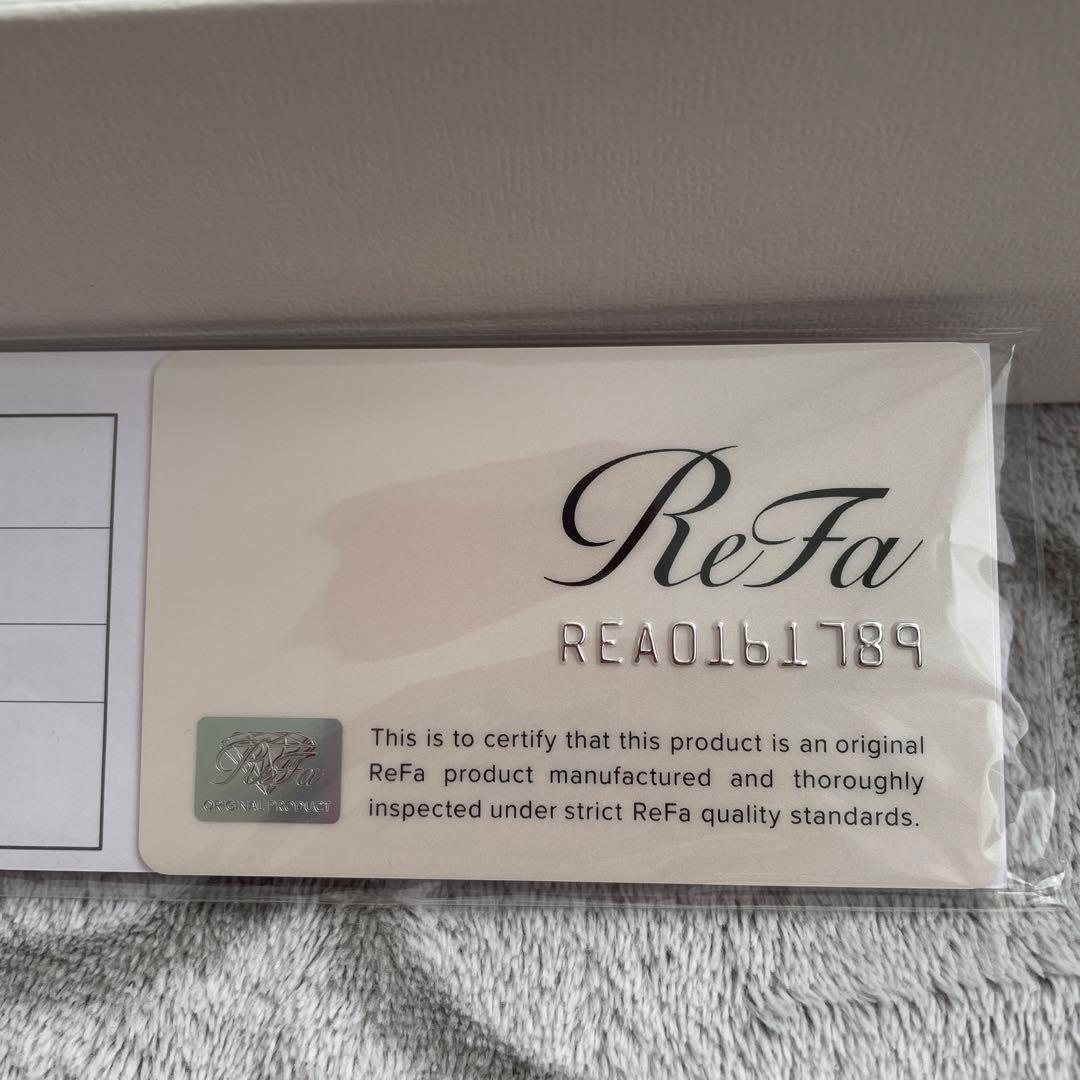 ReFa
REA0161789
This is to certify that this product is an original
ReFa product manufactured and thoroughly
inspected under strict ReFa quality standards.
ReFa
ORIGINAL PRODUCT